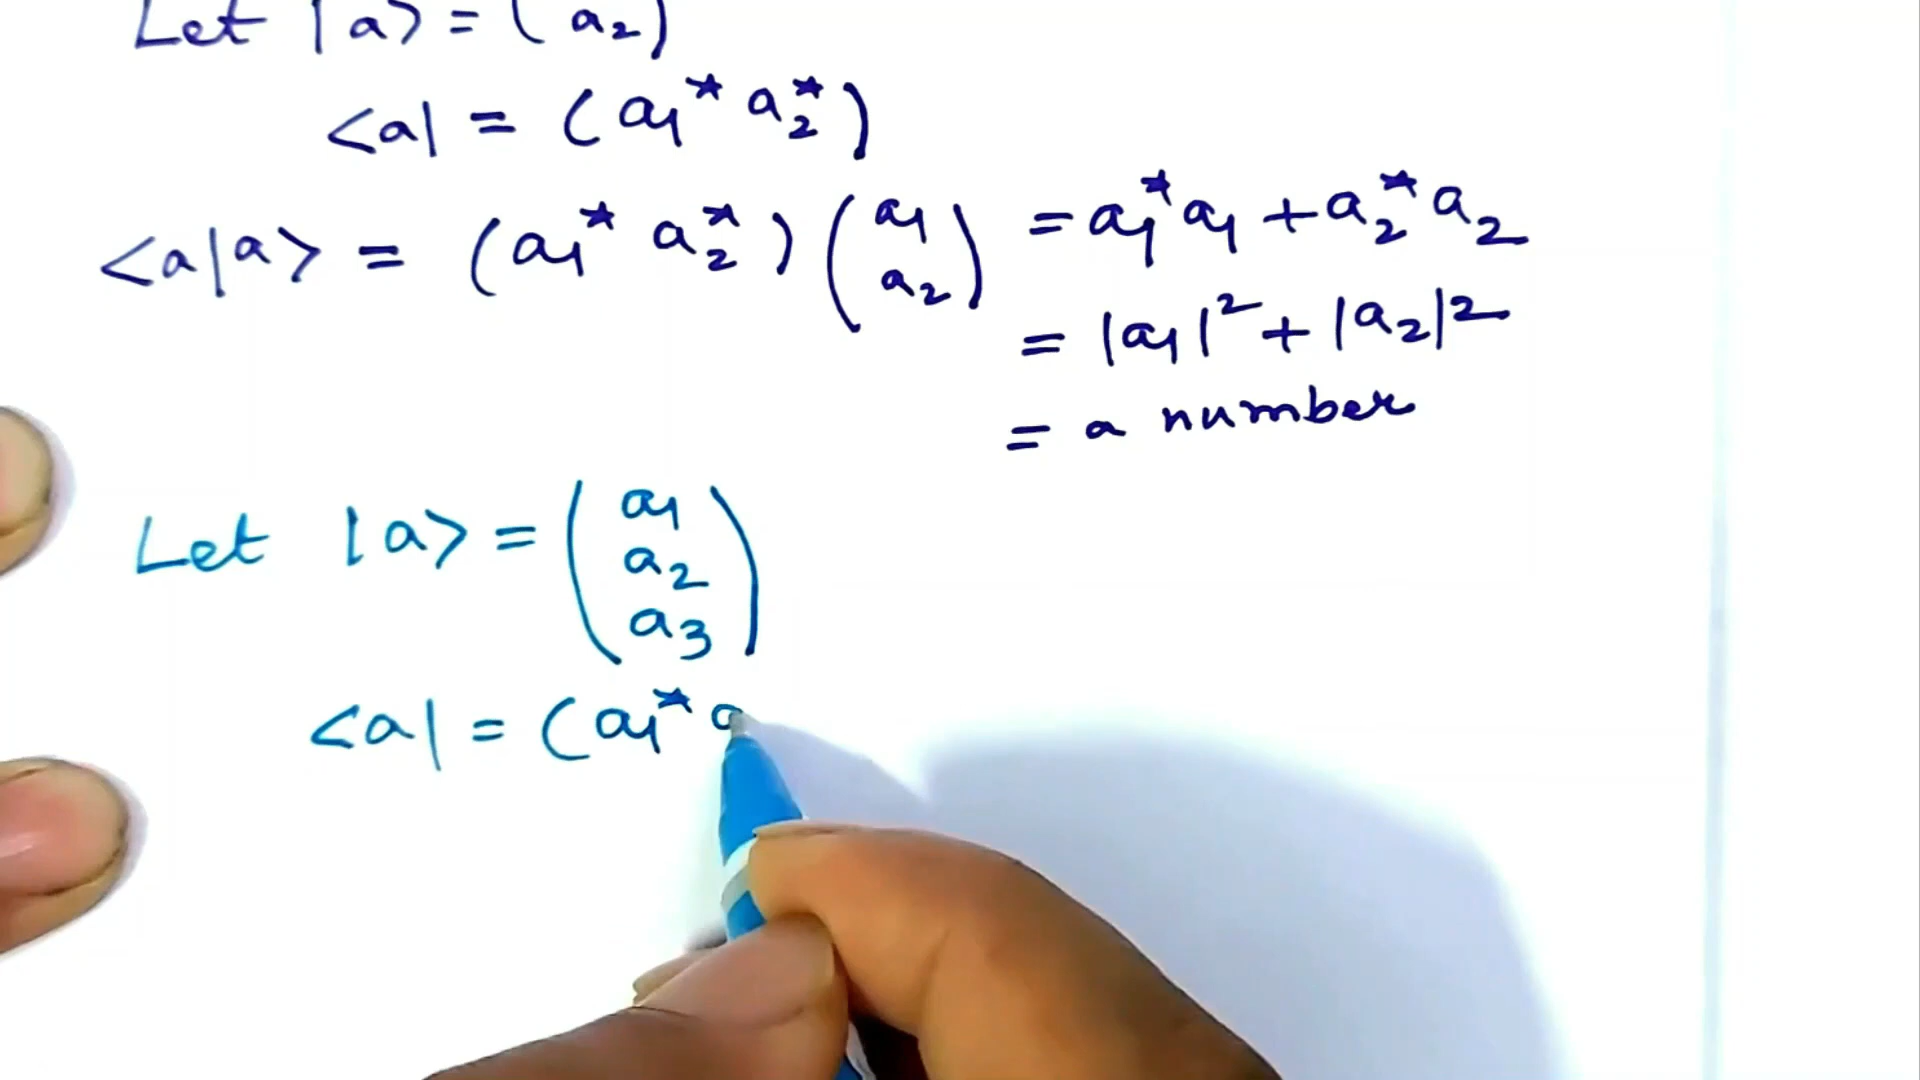 Let |a> = ( a₂ )
<a| = ( a₁* a₂* )
<a|a> = ( a₁* a₂* ) ( a₁ a₂ ) = a₁* a₁ + a₂* a₂
= |a₁|² + |a₂|²
= a number
Let |a> = ( a₁ a₂ a₃ )
<a| = ( a₁* a